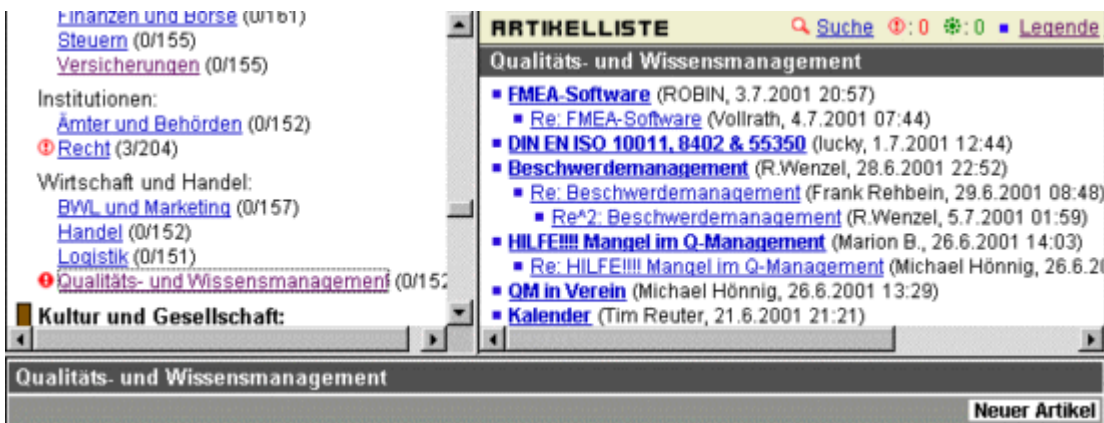 Finanzen und Börse (0/161)
Steuern (0/155)
Versicherungen (0/155)
Institutionen:
Ämter und Behörden (0/152)
Recht (3/204)
Wirtschaft und Handel:
BWL und Marketing (0/157)
Handel (0/152)
Logistik (0/151)
Qualitäts- und Wissensmanagement (0/152
Kultur und Gesellschaft:
ARTIKELLISTE Suche : 0 : 0 Legende
Qualitäts- und Wissensmanagement
FMEA-Software (ROBIN, 3.7.2001 20:57)
Re: FMEA-Software (Vollrath, 4.7.2001 07:44)
DIN EN ISO 10011, 8402 & 55350 (lucky, 1.7.2001 12:44)
Beschwerdemanagement (R.Wenzel, 28.6.2001 22:52)
Re: Beschwerdemanagement (Frank Rehbein, 29.6.2001 08:48)
Re^2: Beschwerdemanagement (R.Wenzel, 5.7.2001 01:59)
HILFE!!!! Mangel im Q-Management (Marion B., 26.6.2001 14:03)
Re: HILFE!!!! Mangel im Q-Management (Michael Hönnig, 26.6.20
QM in Verein (Michael Hönnig, 26.6.2001 13:29)
Kalender (Tim Reuter, 21.6.2001 21:21)
Qualitäts- und Wissensmanagement
Neuer Artikel